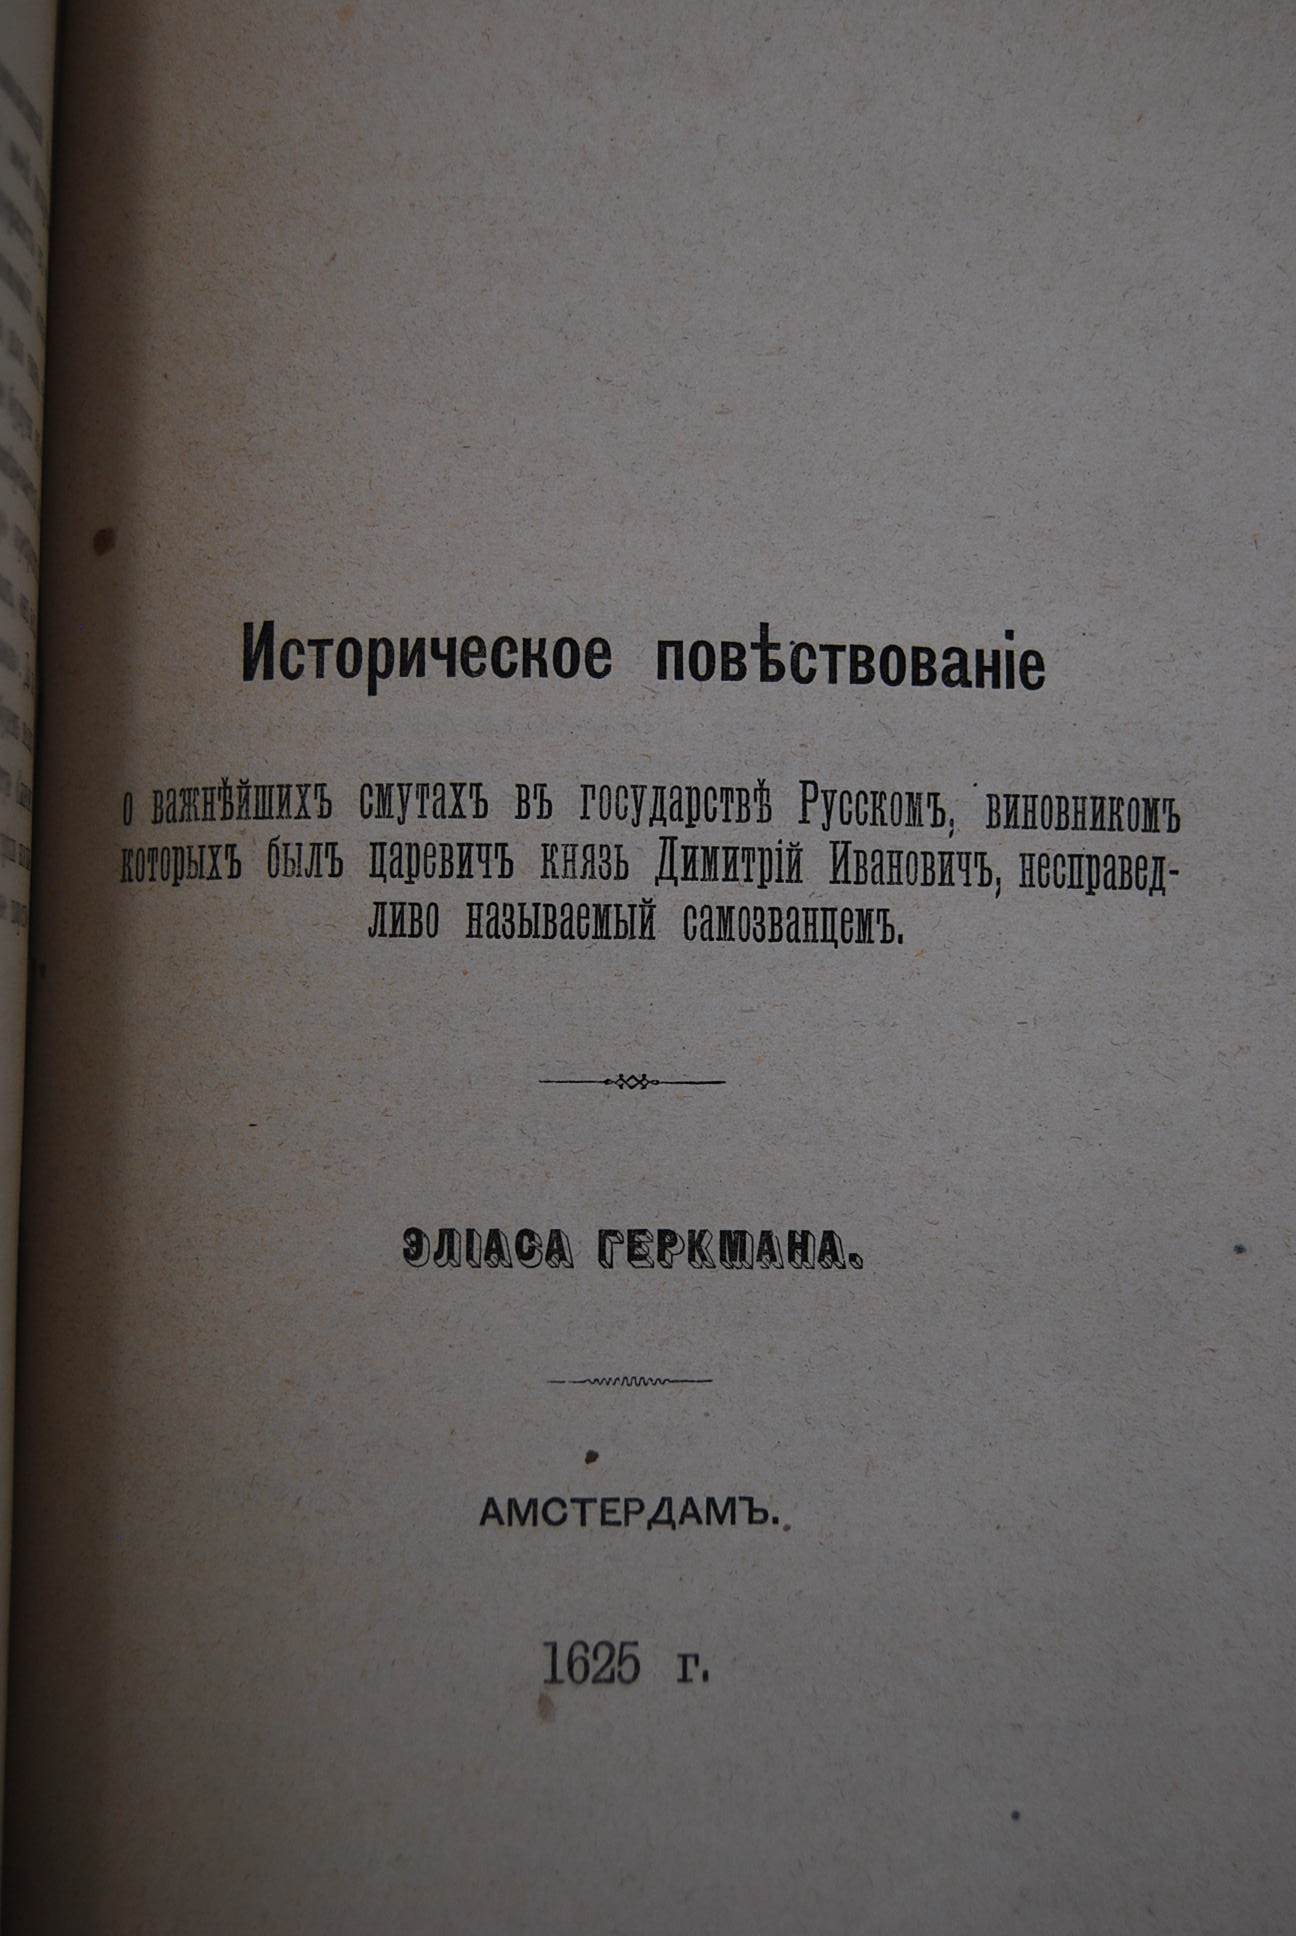 Историческое повѣствованіе
о важнѣйшихъ смутахъ въ государствѣ Русскомъ, виновникомъ
которыхъ былъ царевичъ князь Димитрій Ивановичъ, несправед-
ливо называемый самозванцемъ.
ЭЛІАСА ГЕРКМАНА.
АМСТЕРДАМЪ.
1625 г.